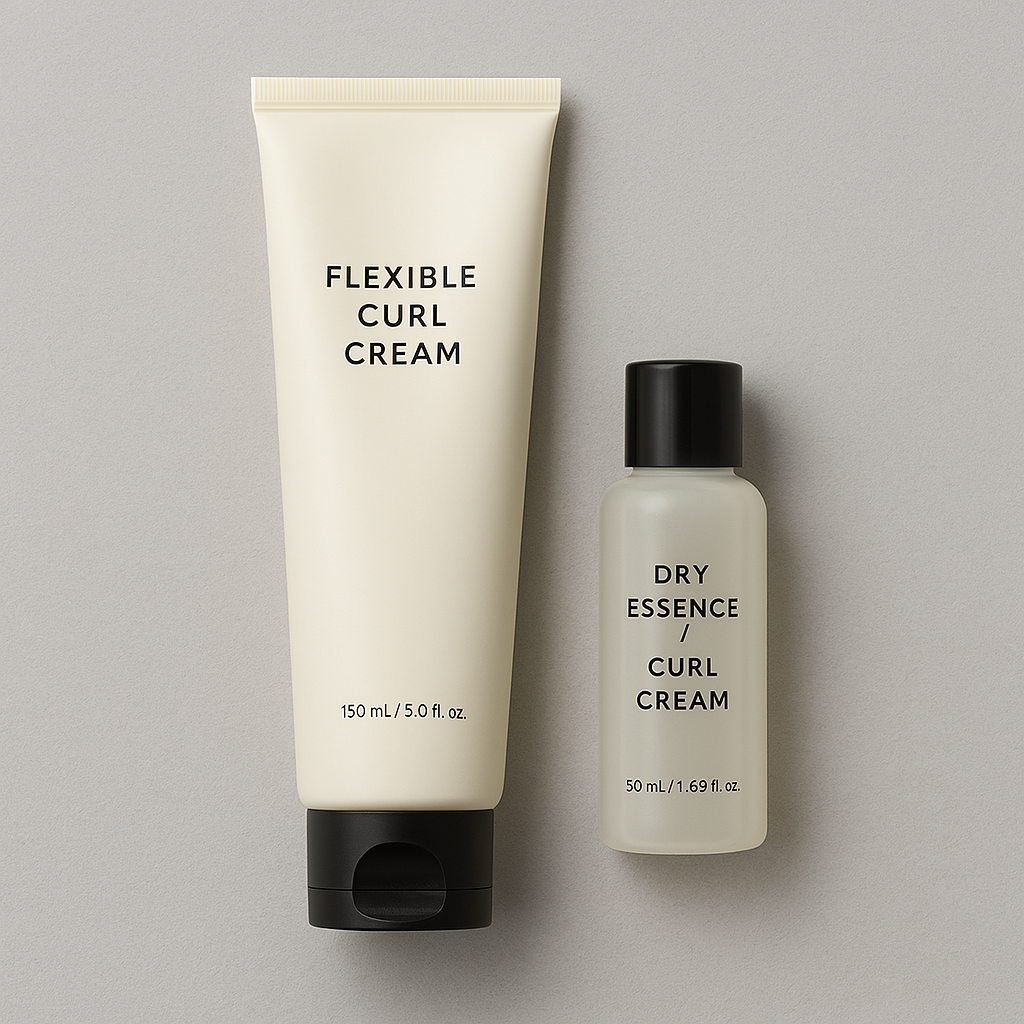 FLEXIBLE
CURL
CREAM
150 mL / 5.0 fl. oz.
DRY
ESSENCE
/
CURL
CREAM
50 mL / 1.69 fl. oz.